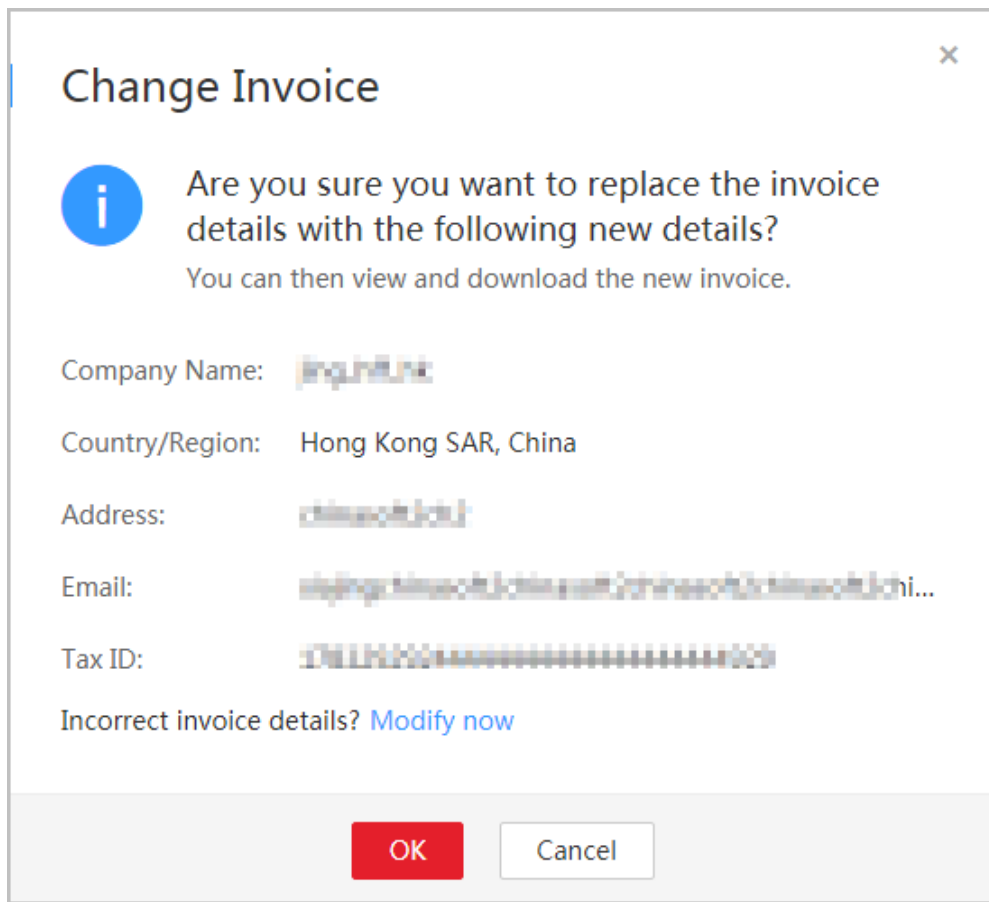 Change Invoice
Are you sure you want to replace the invoice
details with the following new details?
You can then view and download the new invoice.
Company Name:
Country/Region: Hong Kong SAR, China
Address:
Email: hi...
Tax ID:
Incorrect invoice details? Modify now
OK Cancel